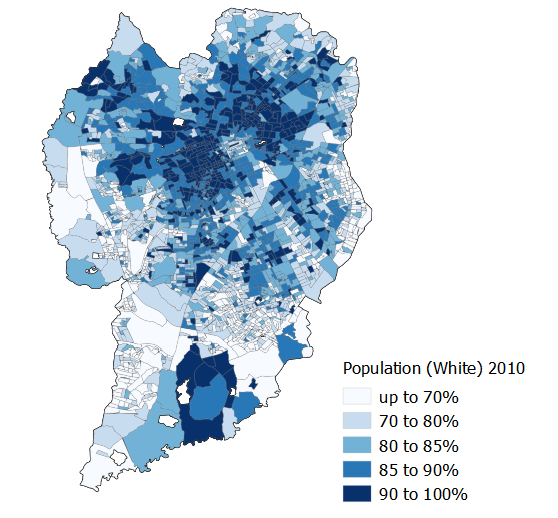 Population (White) 2010
up to 70%
70 to 80%
80 to 85%
85 to 90%
90 to 100%